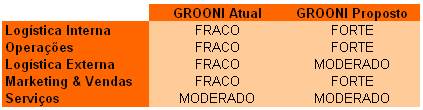 GROONI Atual GROONI Proposto
Logística Interna FRACO FORTE
Operações FRACO FORTE
Logística Externa FRACO MODERADO
Marketing & Vendas FRACO FORTE
Serviços MODERADO MODERADO